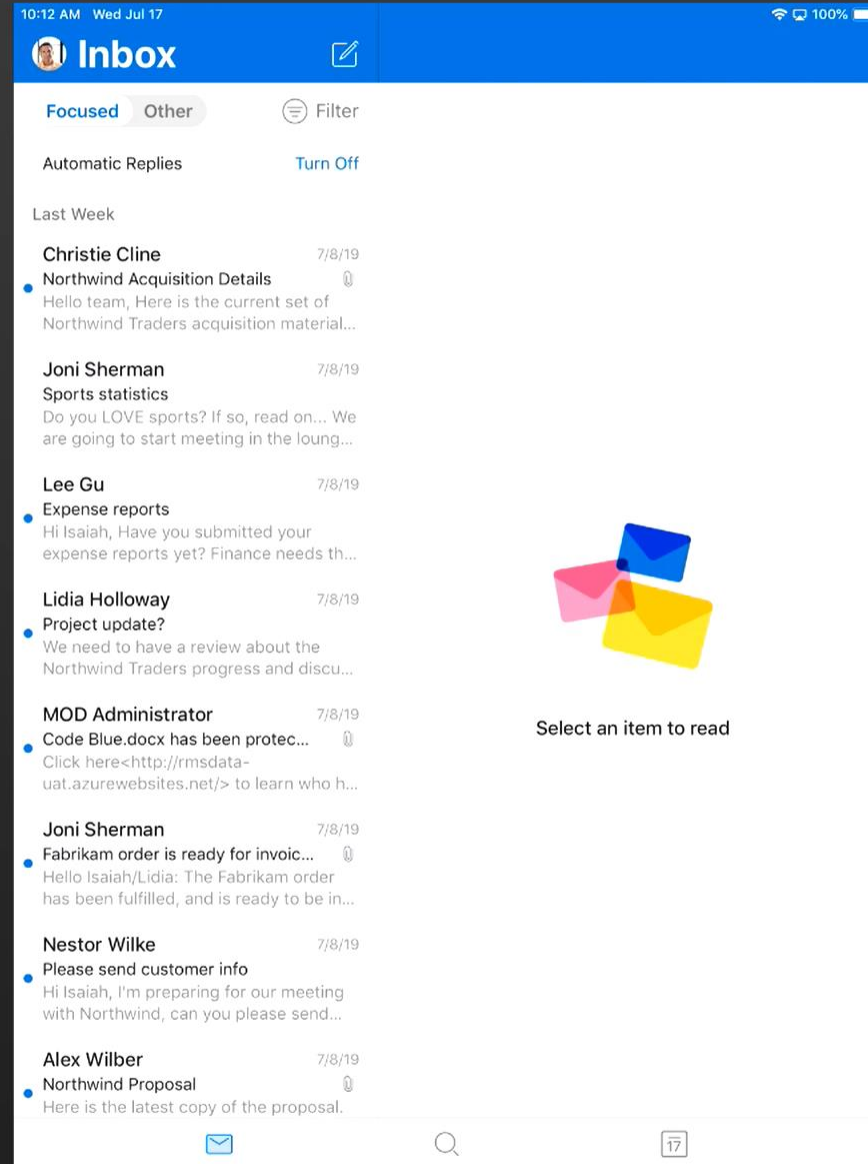 10:12 AM Wed Jul 17
100%
Inbox
Focused Other Filter
Automatic Replies Turn Off
Last Week
Christie Cline 7/8/19
Northwind Acquisition Details
Hello team, Here is the current set of
Northwind Traders acquisition material...
Joni Sherman 7/8/19
Sports statistics
Do you LOVE sports? If so, read on... We
are going to start meeting in the loung...
Lee Gu 7/8/19
Expense reports
Hi Isaiah, Have you submitted your
expense reports yet? Finance needs th...
Lidia Holloway 7/8/19
Project update?
We need to have a review about the
Northwind Traders progress and discu...
MOD Administrator 7/8/19
Code Blue.docx has been protec...
Click here<http://rmsdata-
uat.azurewebsites.net/> to learn who h...
Joni Sherman 7/8/19
Fabrikam order is ready for invoic...
Hello Isaiah/Lidia: The Fabrikam order
has been fulfilled, and is ready to be in...
Nestor Wilke 7/8/19
Please send customer info
Hi Isaiah, I'm preparing for our meeting
with Northwind, can you please send...
Alex Wilber 7/8/19
Northwind Proposal
Here is the latest copy of the proposal.
Select an item to read
17